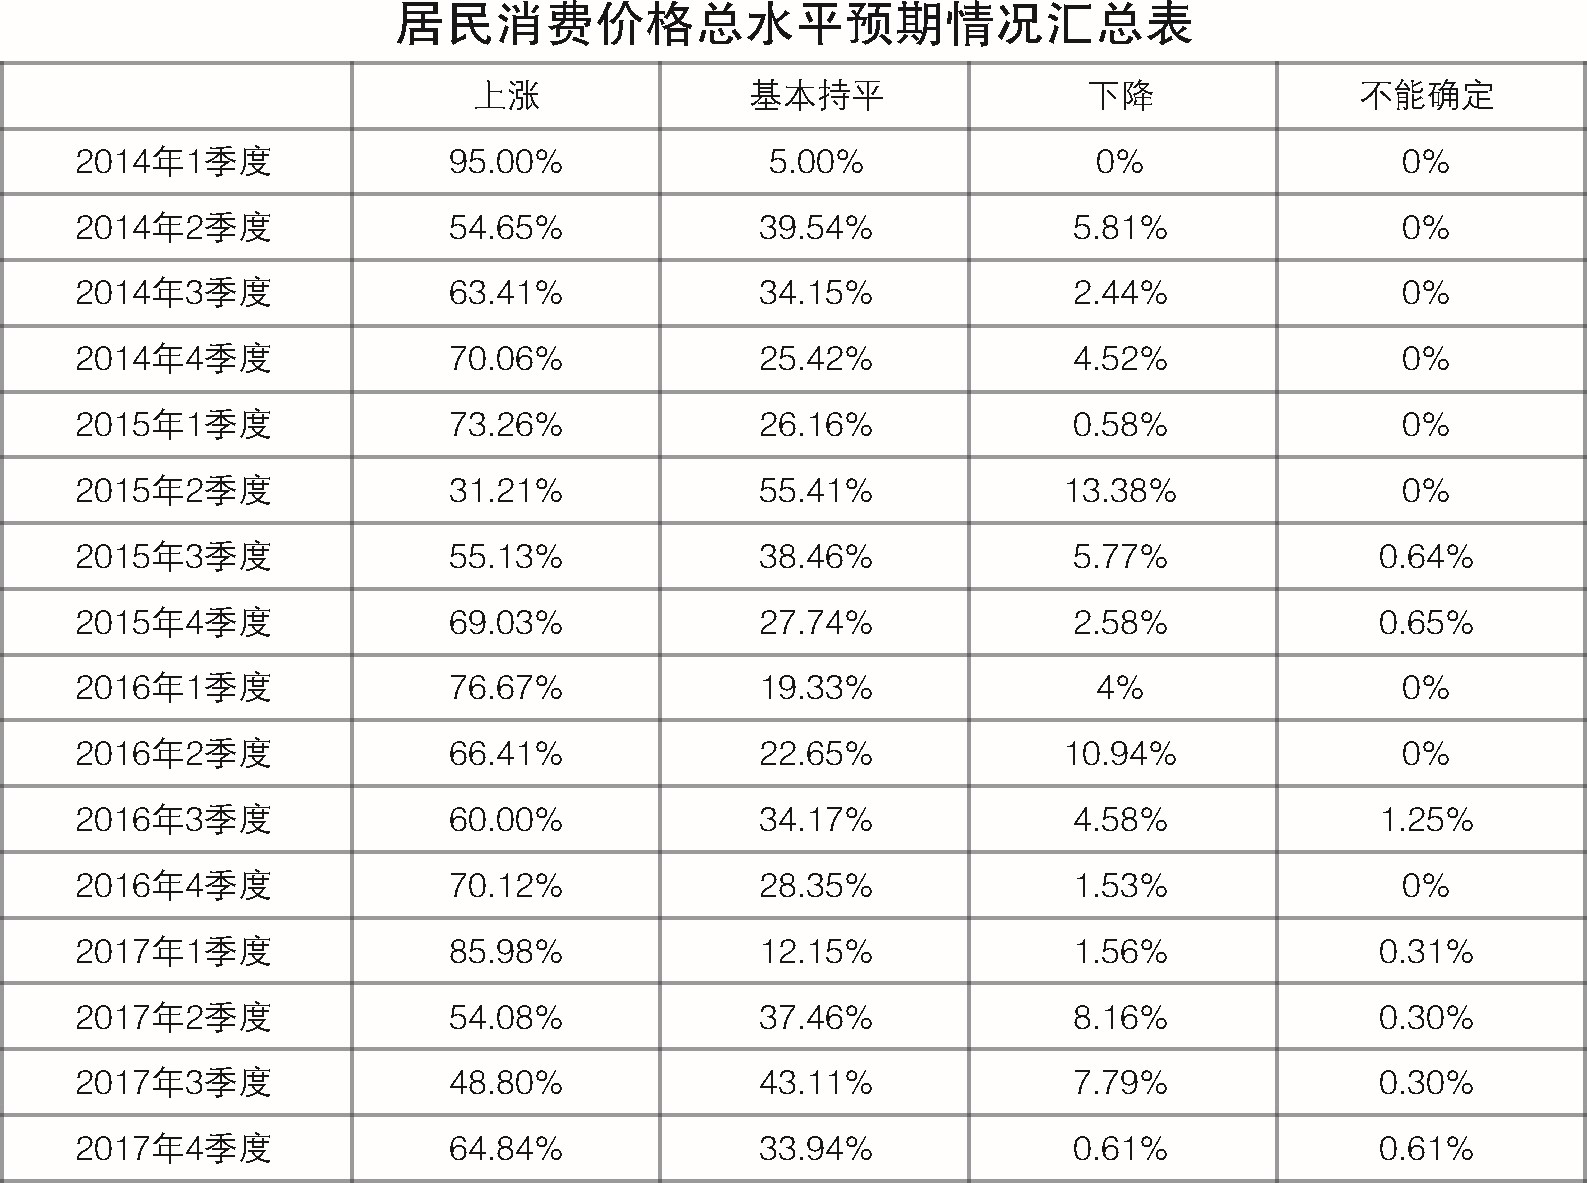 居民消费价格总水平预期情况汇总表
上涨 基本持平 下降 不能确定
2014年1季度 95.00% 5.00% 0% 0%
2014年2季度 54.65% 39.54% 5.81% 0%
2014年3季度 63.41% 34.15% 2.44% 0%
2014年4季度 70.06% 25.42% 4.52% 0%
2015年1季度 73.26% 26.16% 0.58% 0%
2015年2季度 31.21% 55.41% 13.38% 0%
2015年3季度 55.13% 38.46% 5.77% 0.64%
2015年4季度 69.03% 27.74% 2.58% 0.65%
2016年1季度 76.67% 19.33% 4% 0%
2016年2季度 66.41% 22.65% 10.94% 0%
2016年3季度 60.00% 34.17% 4.58% 1.25%
2016年4季度 70.12% 28.35% 1.53% 0%
2017年1季度 85.98% 12.15% 1.56% 0.31%
2017年2季度 54.08% 37.46% 8.16% 0.30%
2017年3季度 48.80% 43.11% 7.79% 0.30%
2017年4季度 64.84% 33.94% 0.61% 0.61%